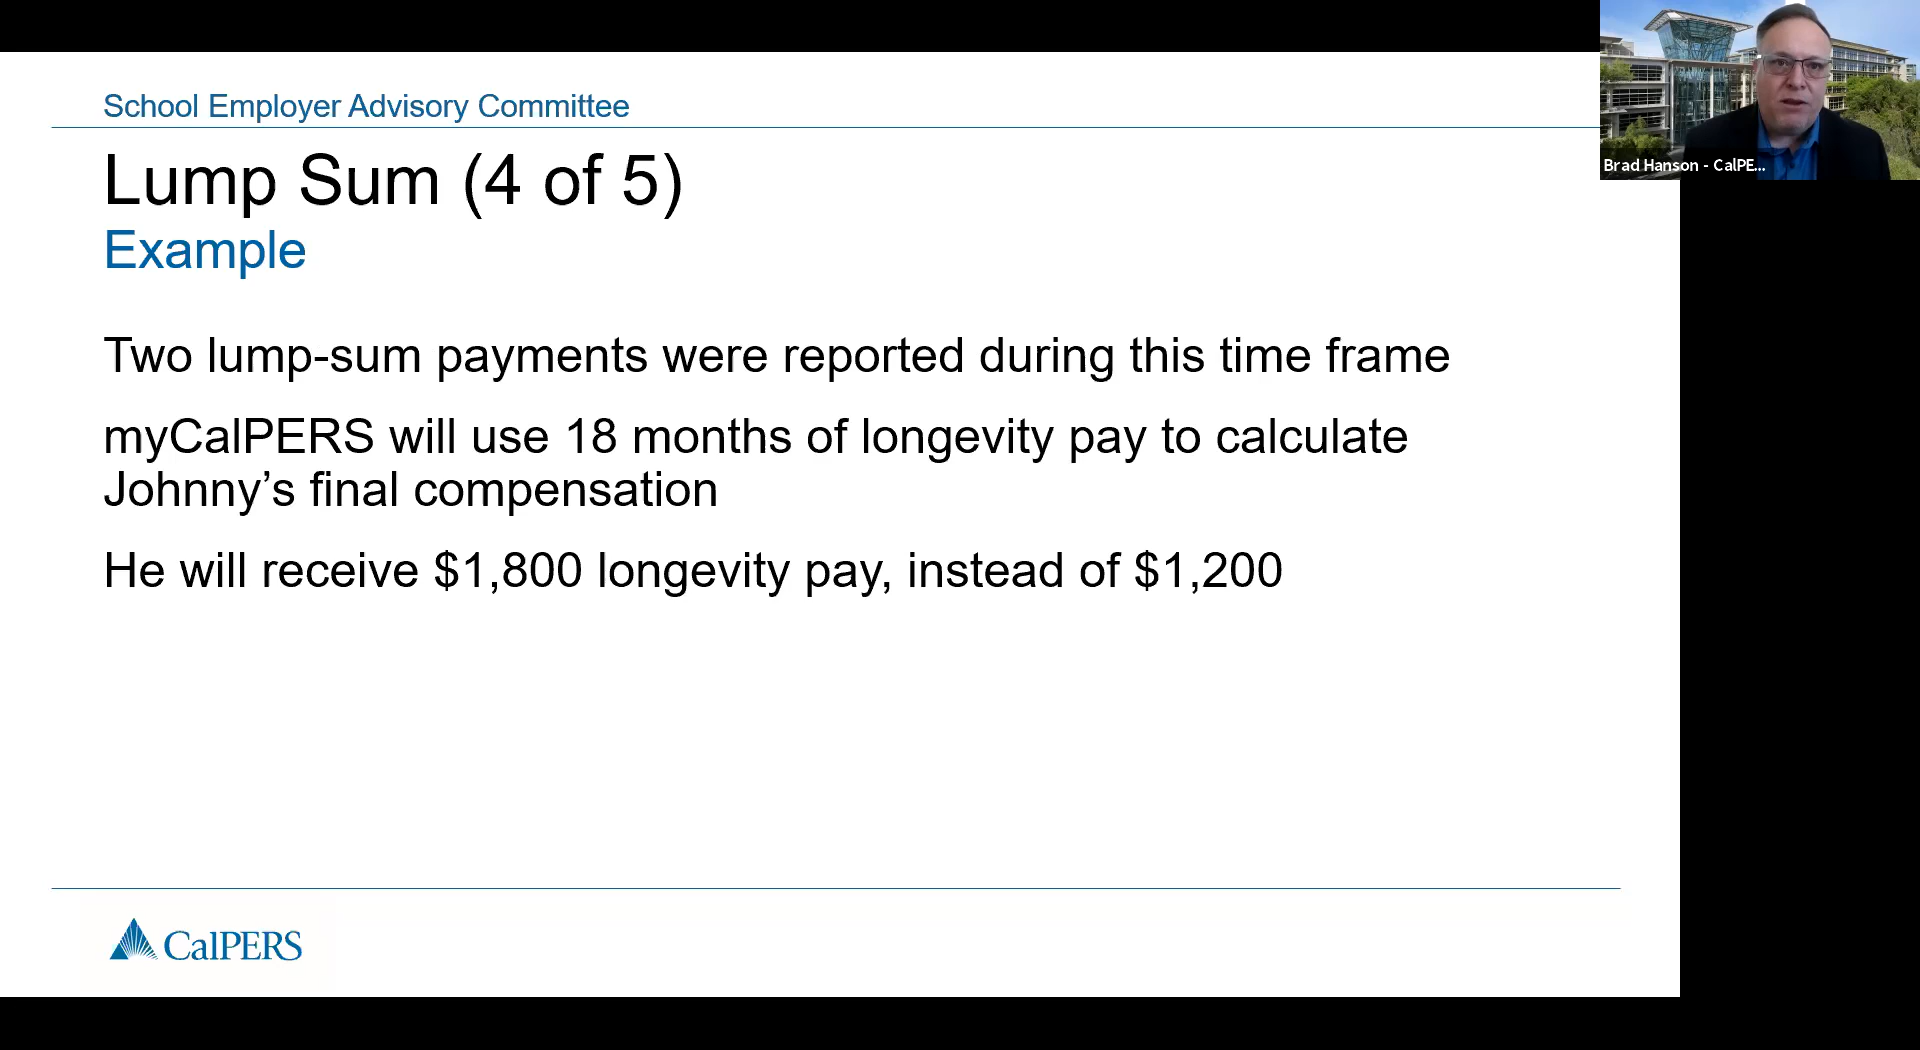 School Employer Advisory Committee
Lump Sum (4 of 5)
Example
Two lump-sum payments were reported during this time frame
myCalPERS will use 18 months of longevity pay to calculate
Johnny’s final compensation
He will receive $1,800 longevity pay, instead of $1,200
CalPERS
Brad Hanson - CalPE...